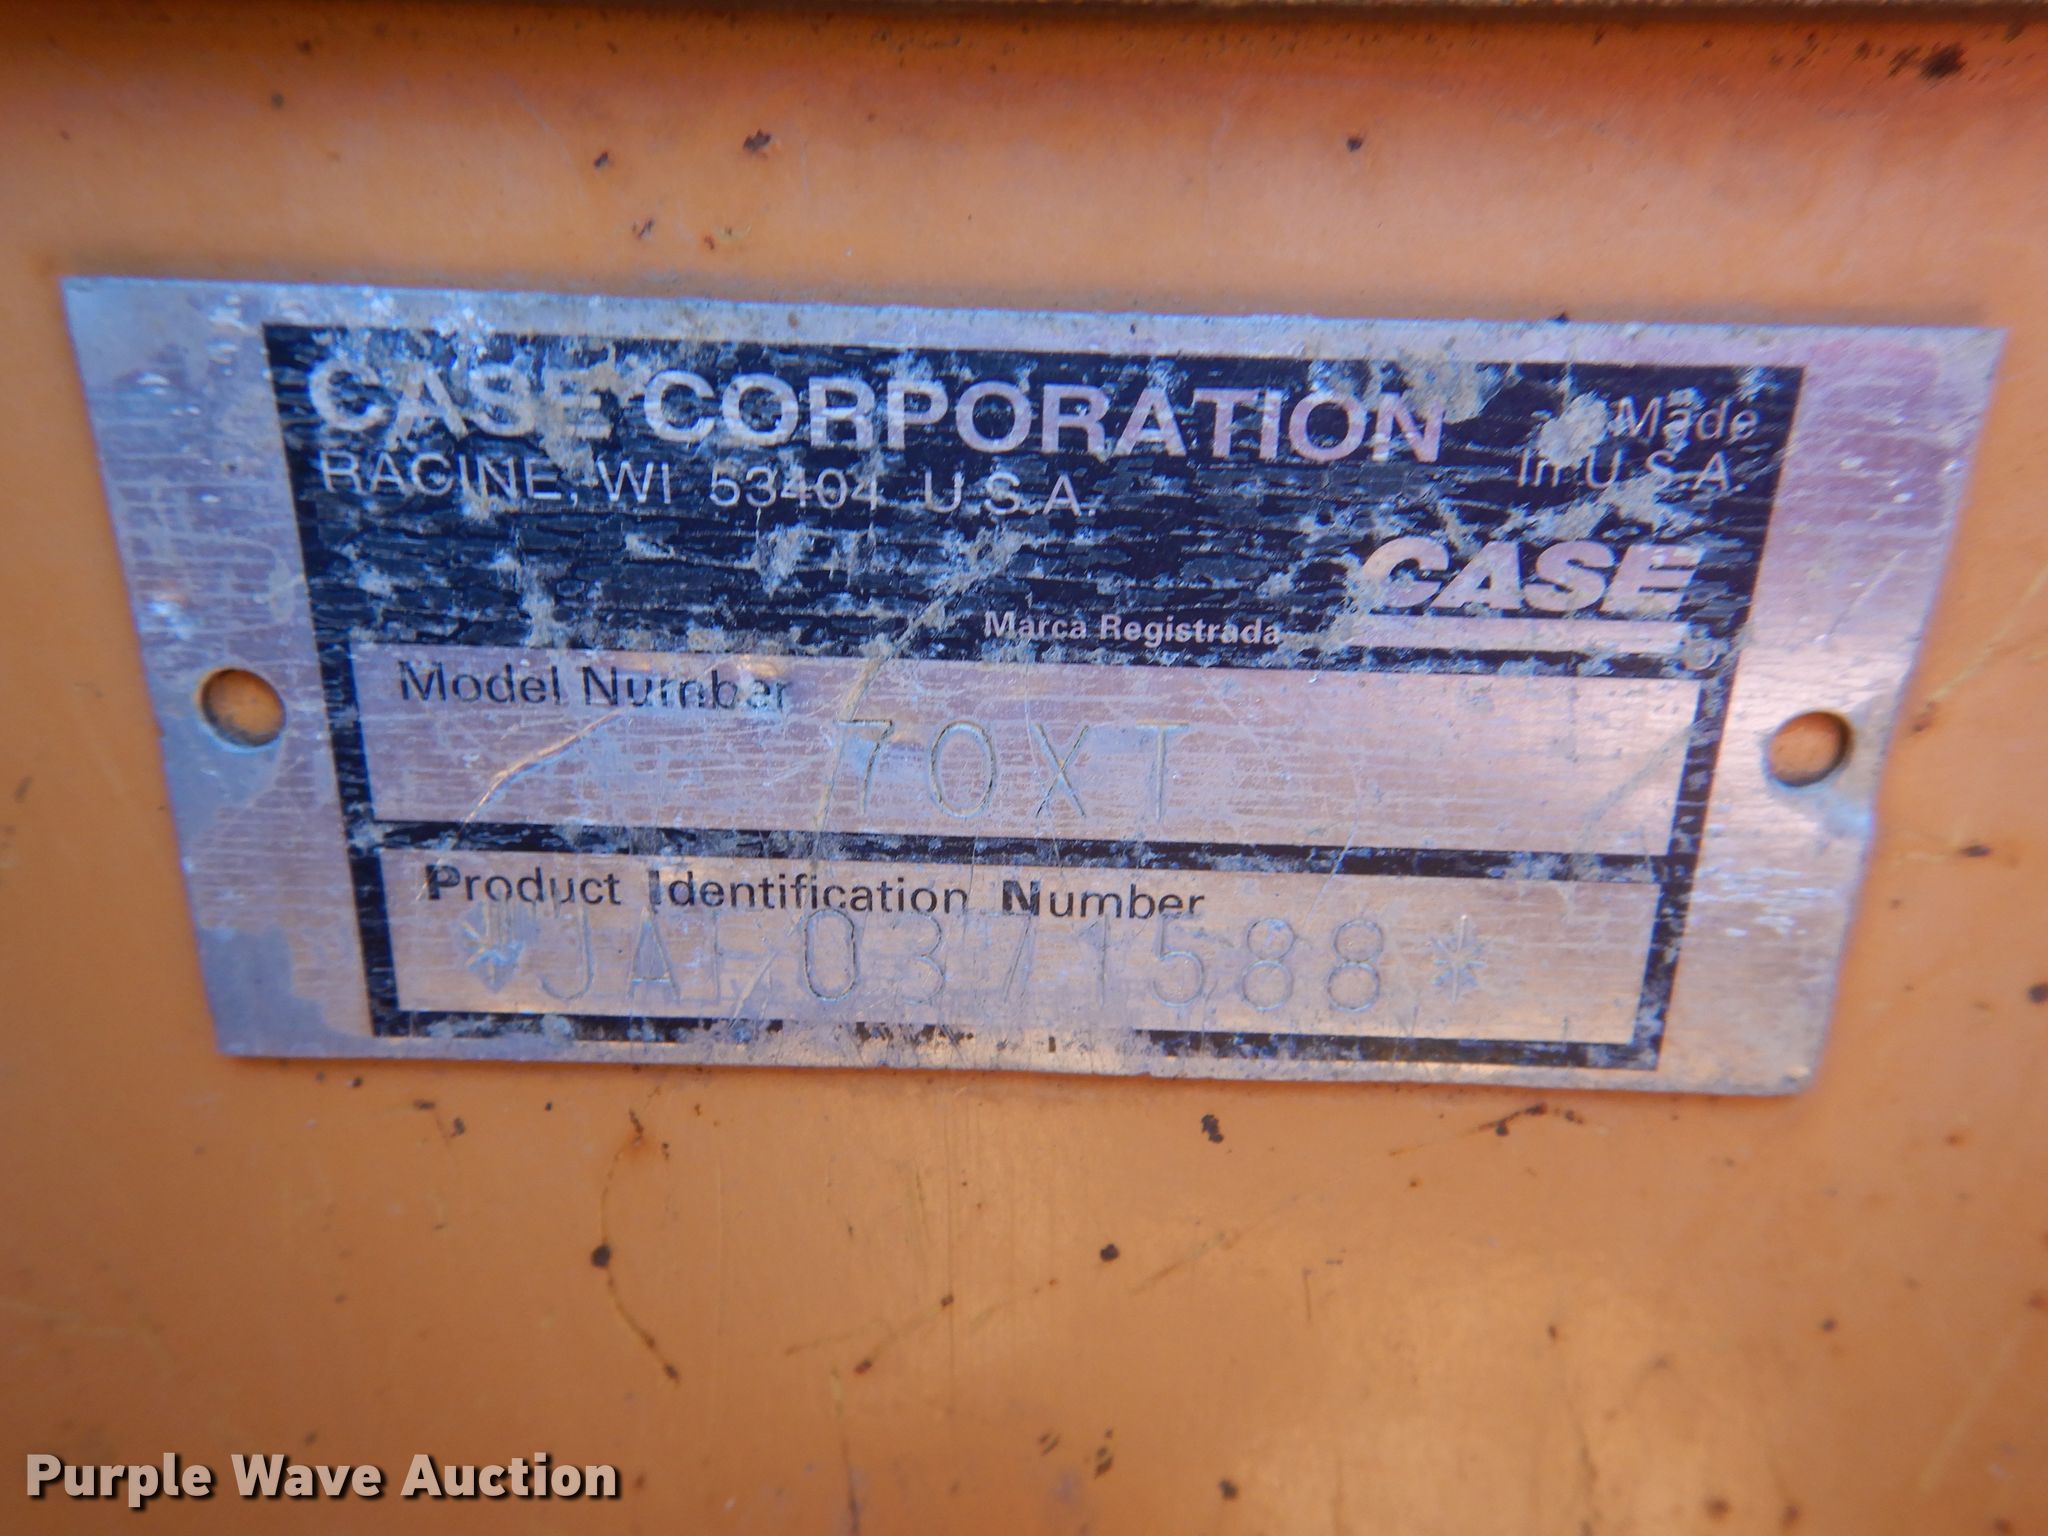 CASE CORPORATION
RACINE, WI 53404 U.S.A.
Made
In U.S.A.
CASE
Marca Registrada
Model Number
70XT
Product Identification Number
*JAF0371588*
Purple Wave Auction